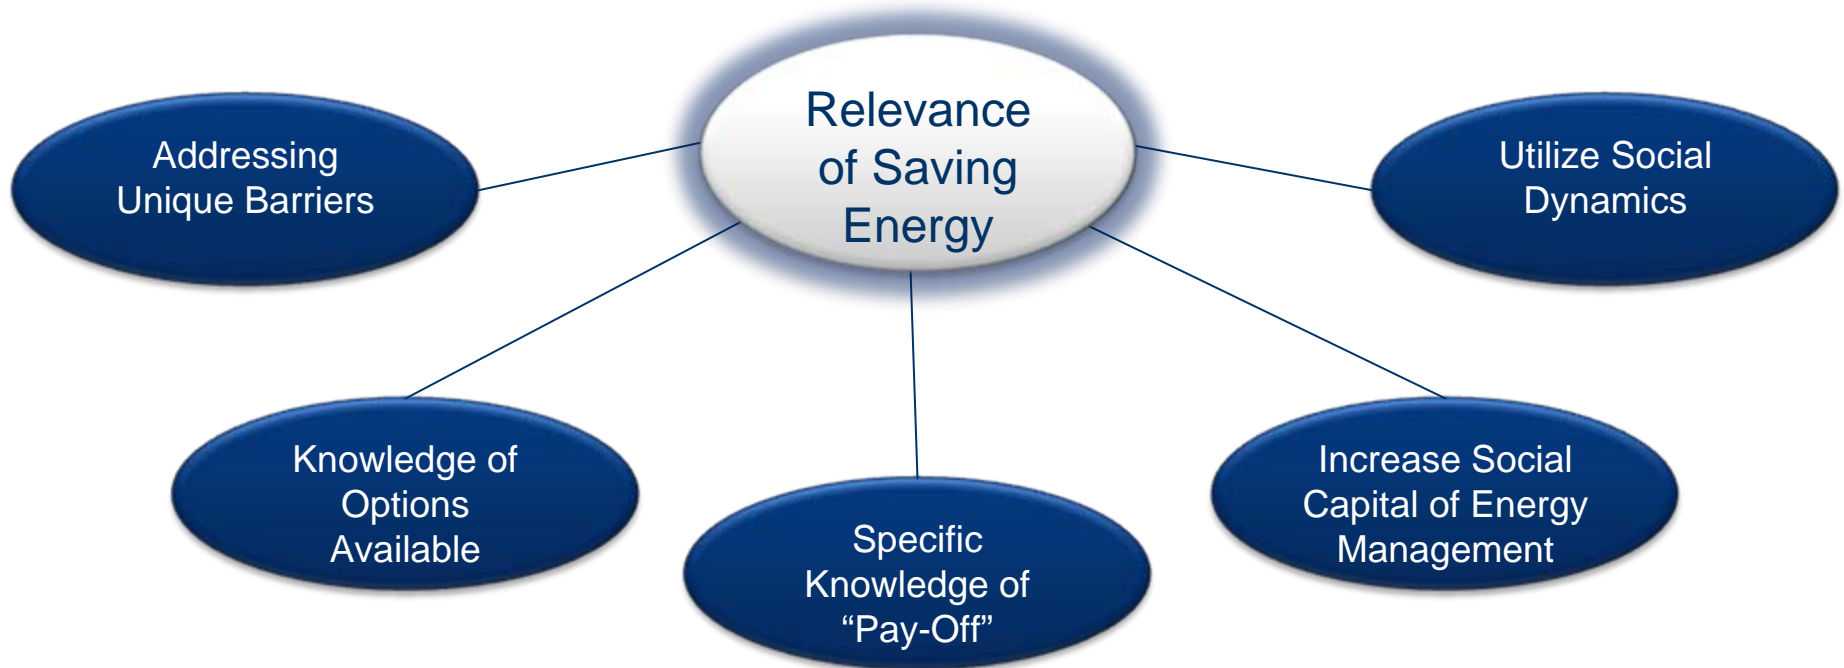 Relevance
of Saving
Energy
Addressing
Unique Barriers
Utilize Social
Dynamics
Knowledge of
Options
Available
Specific
Knowledge of
“Pay-Off”
Increase Social
Capital of Energy
Management